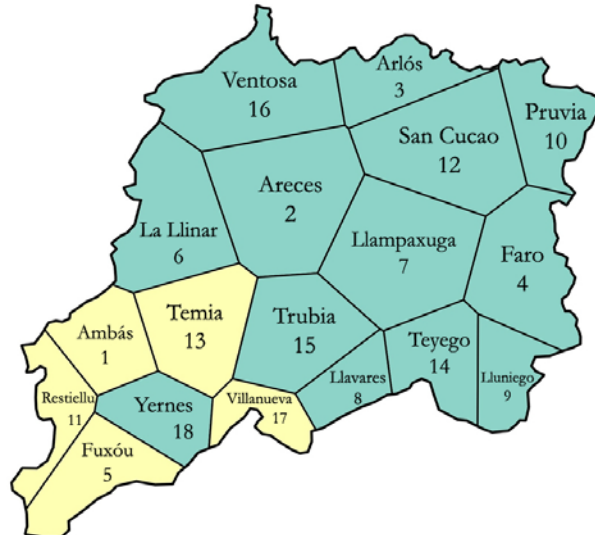 Ventosa
16
Arlós
3
Pruvia
10
San Cucao
12
Areces
2
La Llinar
6
Llampaxuga
7
Faro
4
Temia
13
Trubia
15
Ambás
1
Teyego
14
Lluniego
9
Llavares
8
Restiellu
11
Yernes
18
Villanueva
17
Fuxóu
5